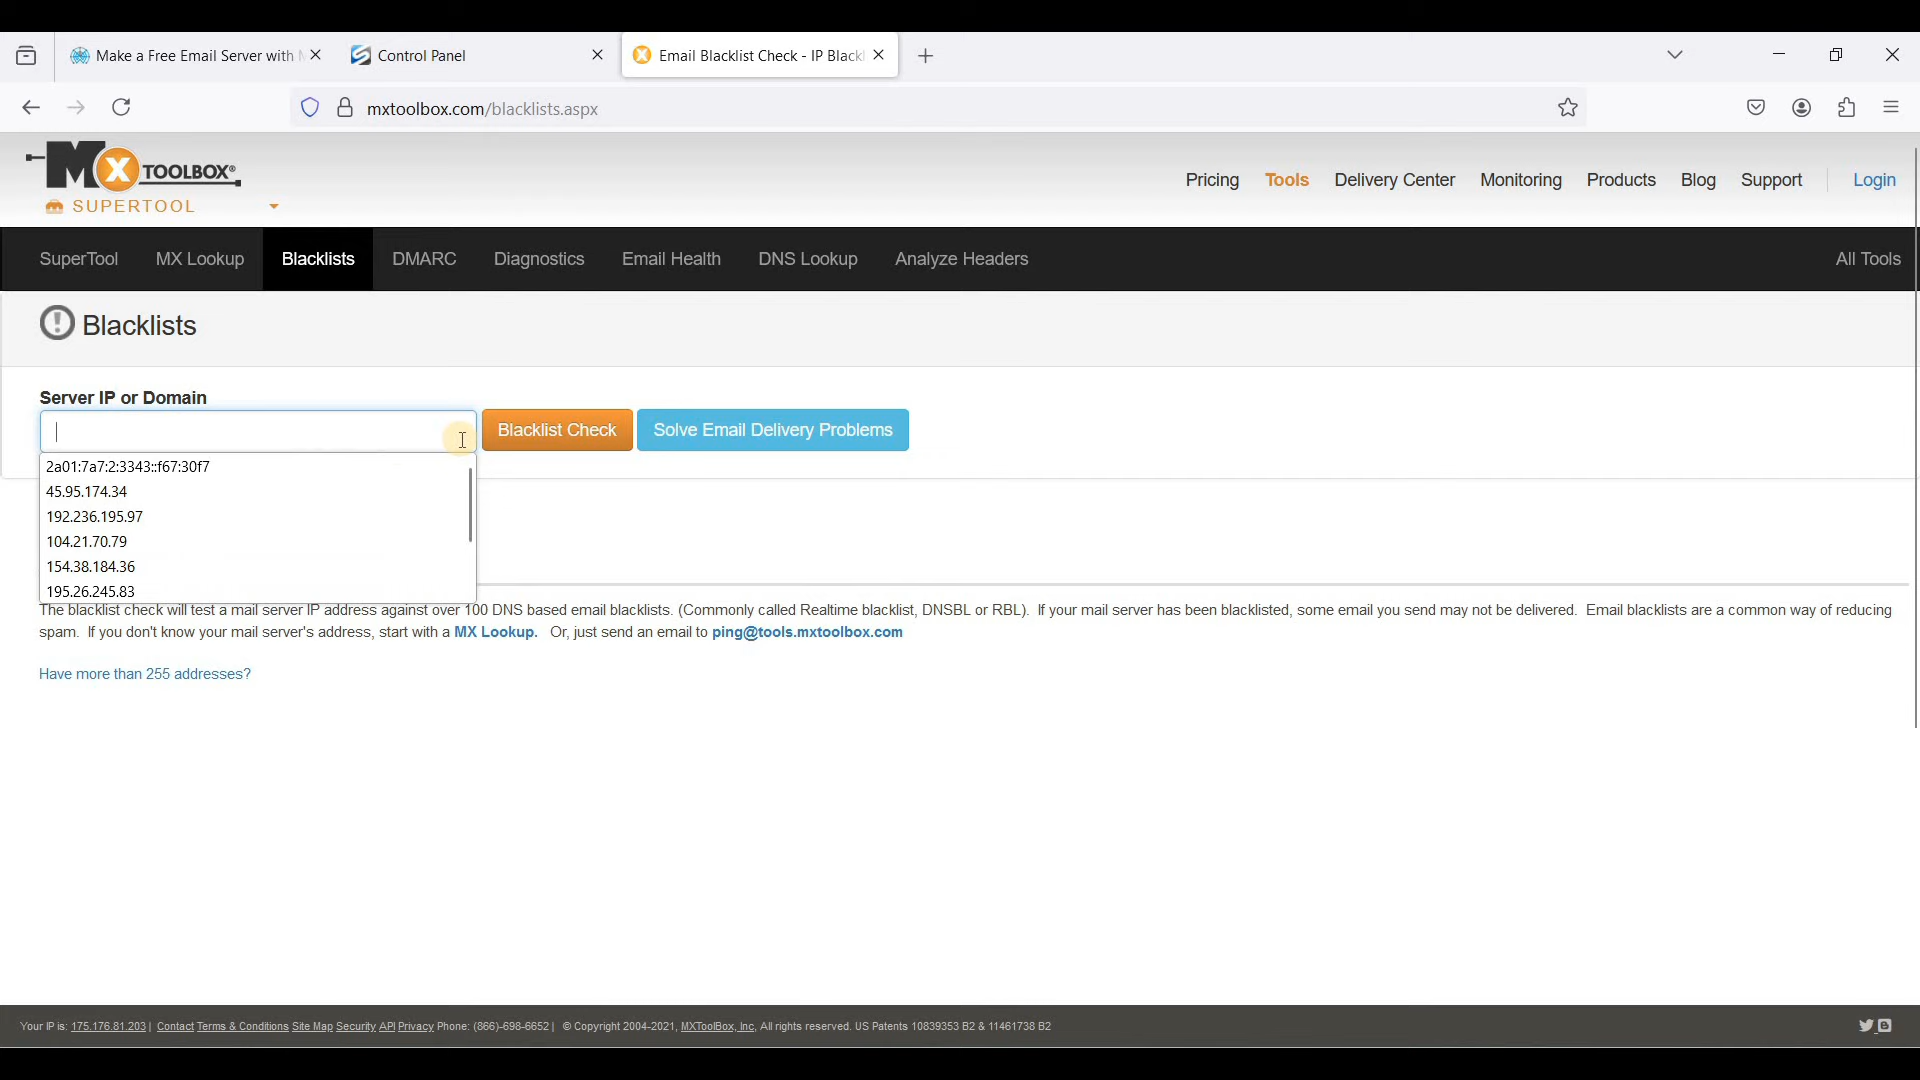 Make a Free Email Server with
Control Panel
Email Blacklist Check - IP Black
mxtoolbox.com/blacklists.aspx
MX TOOLBOX®
SUPERTOOL
Pricing Tools Delivery Center Monitoring Products Blog Support Login
SuperTool MX Lookup Blacklists DMARC Diagnostics Email Health DNS Lookup Analyze Headers All Tools
Blacklists
Server IP or Domain
Blacklist Check Solve Email Delivery Problems
2a01:7a7:2:3343::f67:30f7
45.95.174.34
192.236.195.97
104.21.70.79
154.38.184.36
195.26.245.83
The blacklist check will test a mail server IP address against over 100 DNS based email blacklists. (Commonly called Realtime blacklist, DNSBL or RBL). If your mail server has been blacklisted, some email you send may not be delivered. Email blacklists are a common way of reducing
spam. If you don't know your mail server's address, start with a MX Lookup. Or, just send an email to ping@tools.mxtoolbox.com
Have more than 255 addresses?
Your IP is: 175.176.81.203 | Contact Terms & Conditions Site Map Security API Privacy Phone: (866)-698-6652 | © Copyright 2004-2021, MXToolBox, Inc, All rights reserved. US Patents 10839353 B2 & 11461738 B2